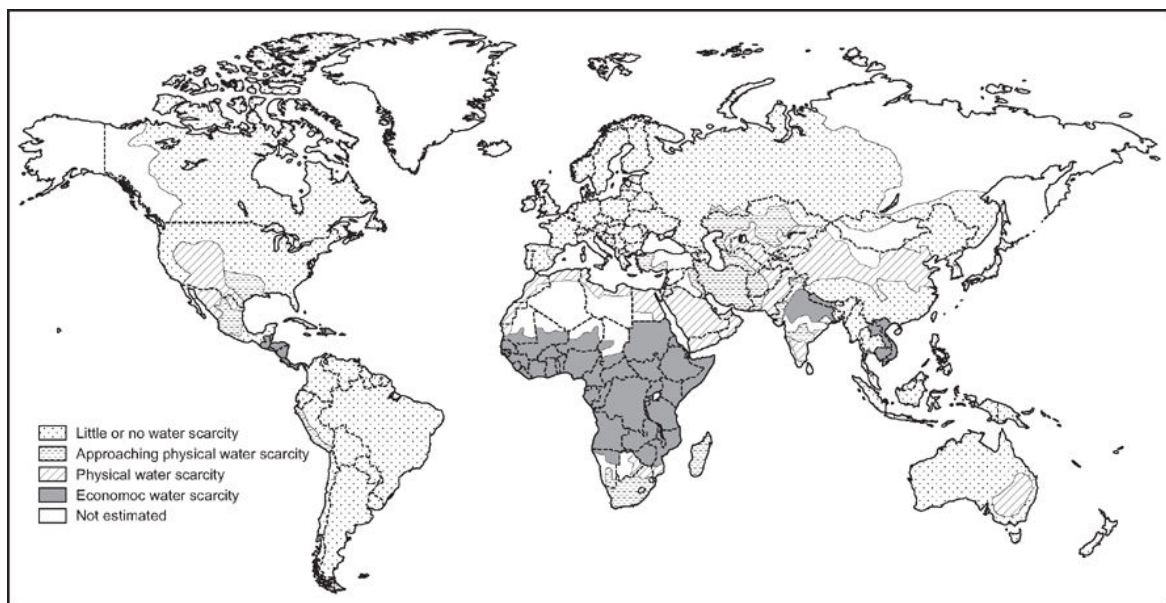 Little or no water scarcity
Approaching physical water scarcity
Physical water scarcity
Economoc water scarcity
Not estimated